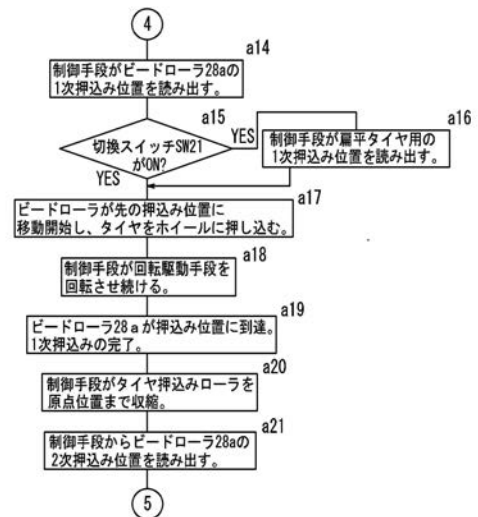 4
a14
制御手段がビードローラ28aの
1次押込み位置を読み出す。
a15
切換スイッチSW21
がON?
YES
YES
a16
制御手段が扁平タイヤ用の
1次押込み位置を読み出す。
a17
ビードローラが先の押込み位置に
移動開始し、タイヤをホイールに押し込む。
a18
制御手段が回転駆動手段を
回転させ続ける。
a19
ビードローラ28aが押込み位置に到達。
1次押込みの完了。
a20
制御手段がタイヤ押込みローラを
原点位置まで収縮。
a21
制御手段からビードローラ28aの
2次押込み位置を読み出す。
5